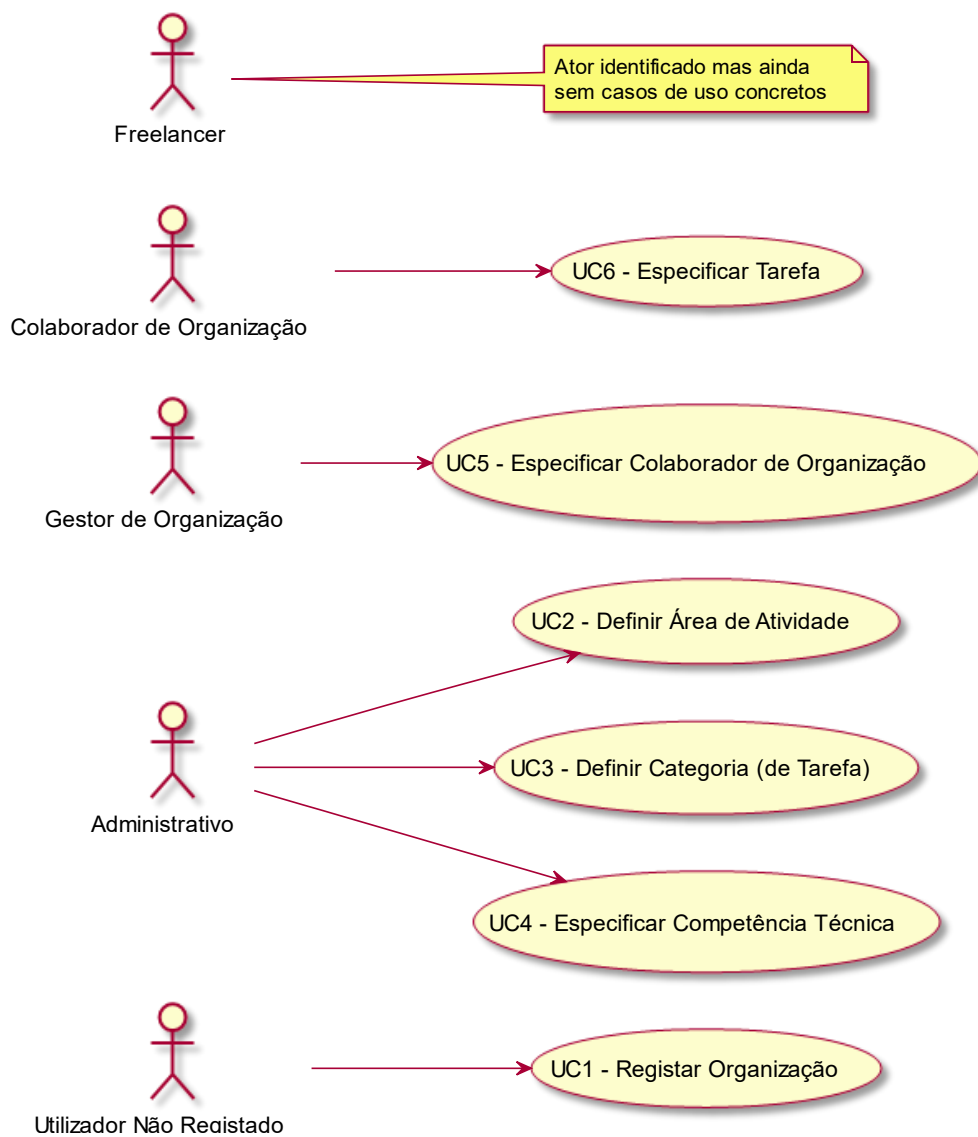 Ator identificado mas ainda
sem casos de uso concretos
Freelancer
UC6 - Especificar Tarefa
Colaborador de Organização
UC5 - Especificar Colaborador de Organização
Gestor de Organização
UC2 - Definir Área de Atividade
UC3 - Definir Categoria (de Tarefa)
Administrativo
UC4 - Especificar Competência Técnica
UC1 - Registar Organização
Utilizador Não Registado